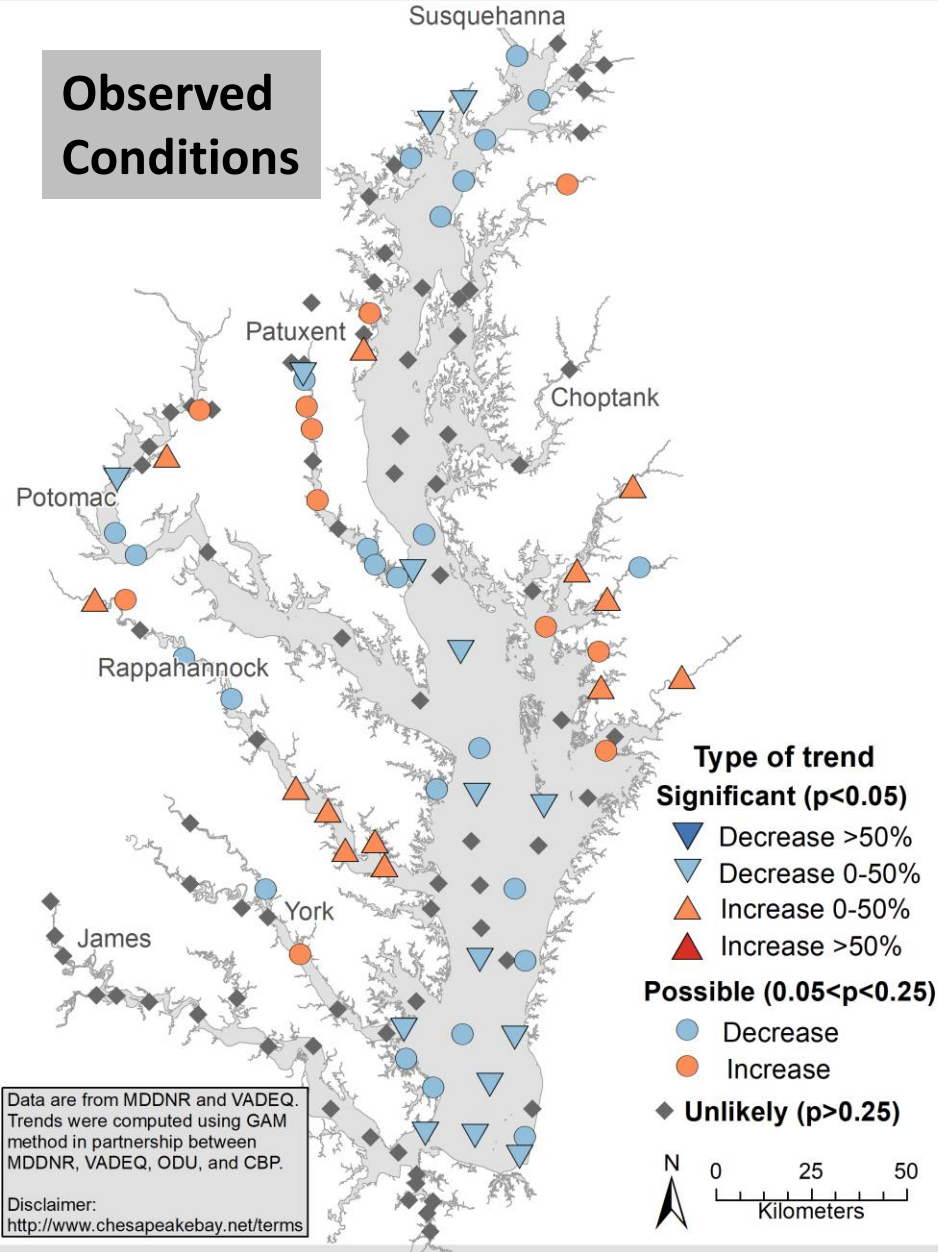 Susquehanna
Observed
Conditions
Patuxent
Choptank
Potomac
Rappahannock
York
James
Type of trend
Significant (p<0.05)
Decrease >50%
Decrease 0-50%
Increase 0-50%
Increase >50%
Possible (0.05<p<0.25)
Decrease
Increase
Unlikely (p>0.25)
N
0 25 50
Kilometers
Data are from MDDNR and VADEQ.
Trends were computed using GAM
method in partnership between
MDDNR, VADEQ, ODU, and CBP.
Disclaimer:
http://www.chesapeakebay.net/terms